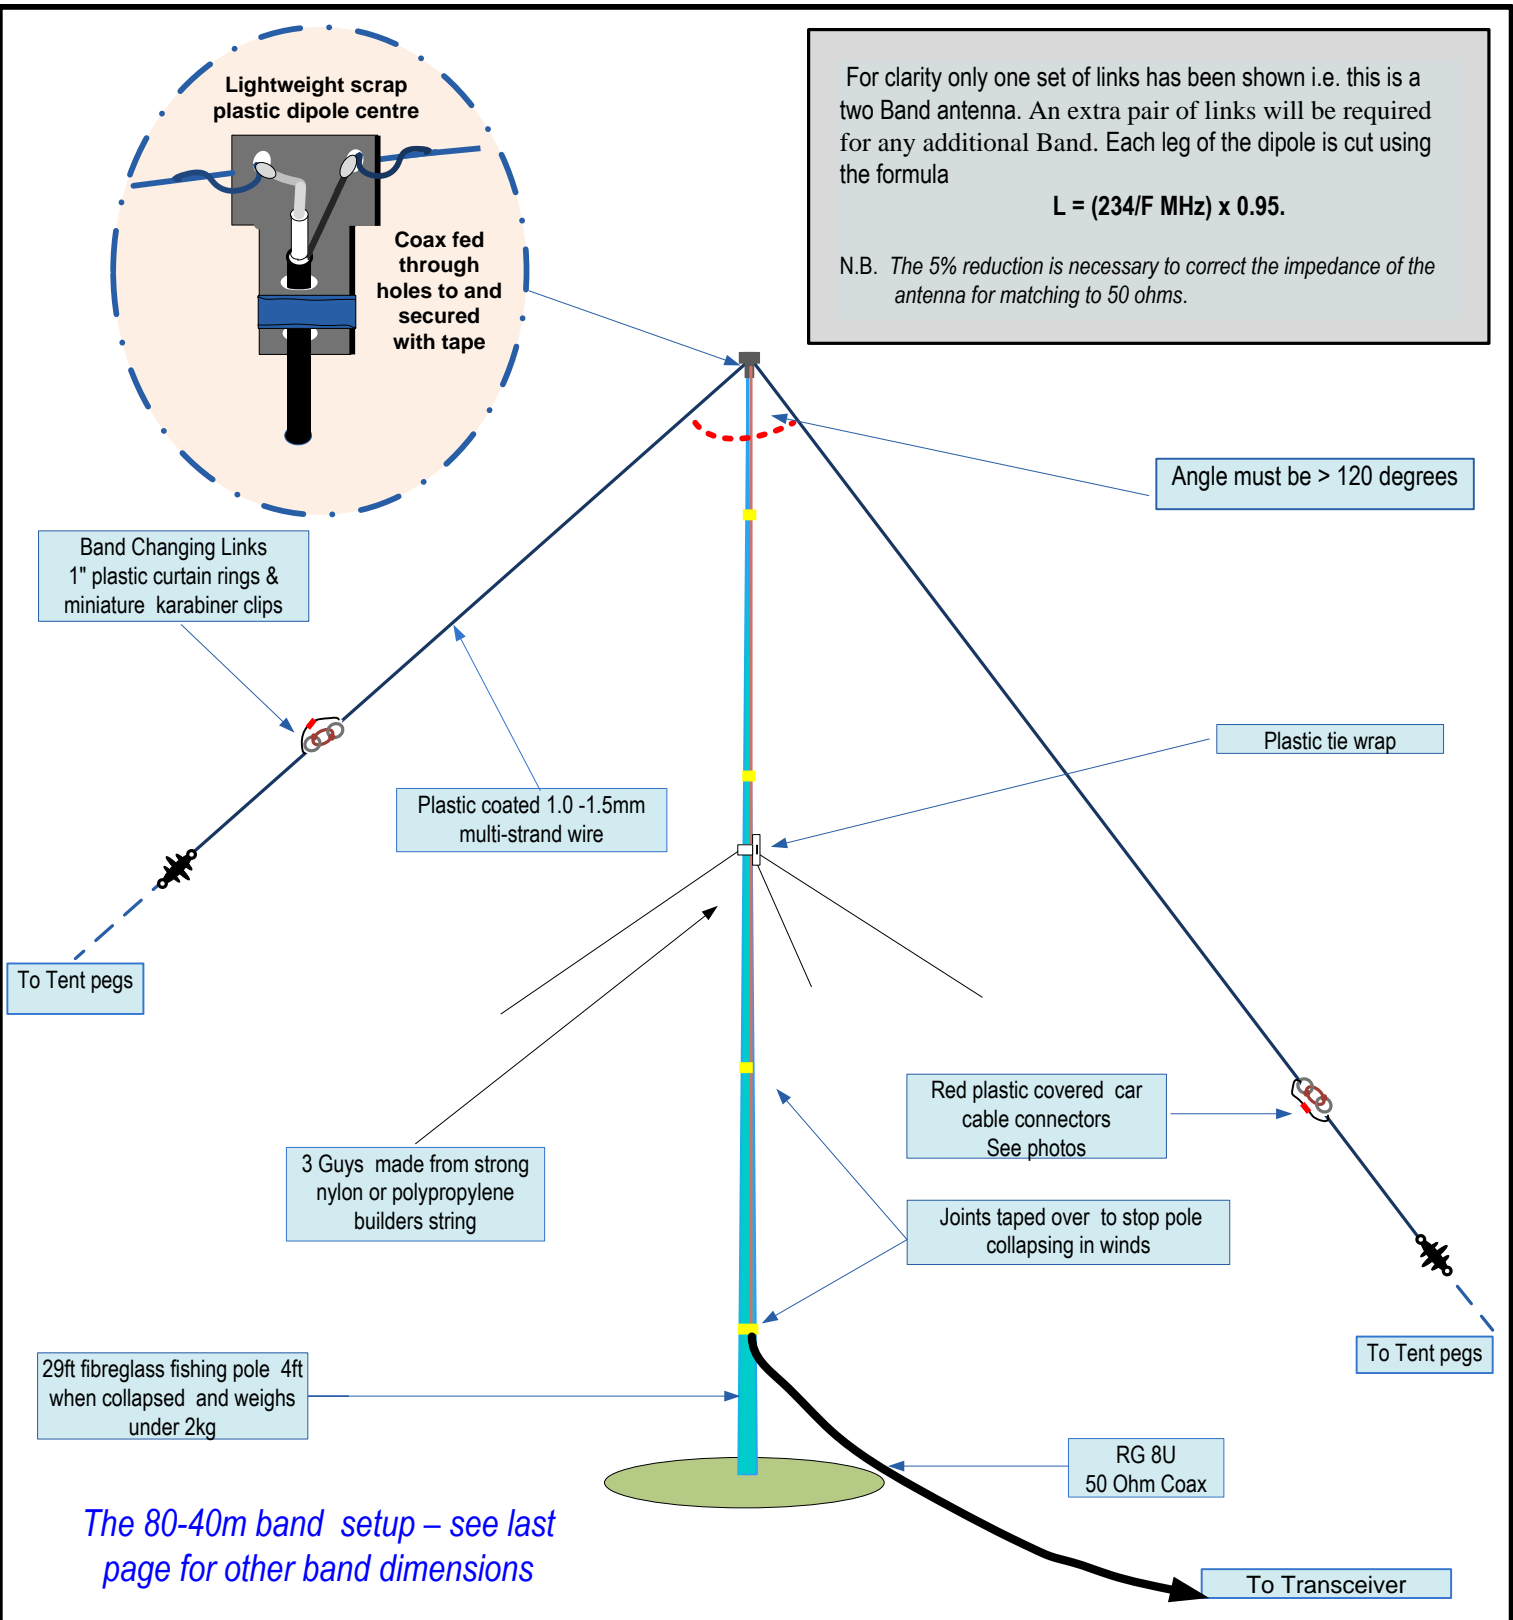 Lightweight scrap
plastic dipole centre
Coax fed
through
holes to and
secured
with tape
For clarity only one set of links has been shown i.e. this is a
two Band antenna. An extra pair of links will be required
for any additional Band. Each leg of the dipole is cut using
the formula
L = (234/F MHz) x 0.95.
N.B. The 5% reduction is necessary to correct the impedance of the
antenna for matching to 50 ohms.
Angle must be > 120 degrees
Band Changing Links
1" plastic curtain rings &
miniature karabiner clips
Plastic tie wrap
Plastic coated 1.0 -1.5mm
multi-strand wire
To Tent pegs
Red plastic covered car
cable connectors
See photos
3 Guys made from strong
nylon or polypropylene
builders string
Joints taped over to stop pole
collapsing in winds
To Tent pegs
29ft fibreglass fishing pole 4ft
when collapsed and weighs
under 2kg
RG 8U
50 Ohm Coax
The 80-40m band setup – see last
page for other band dimensions
To Transceiver